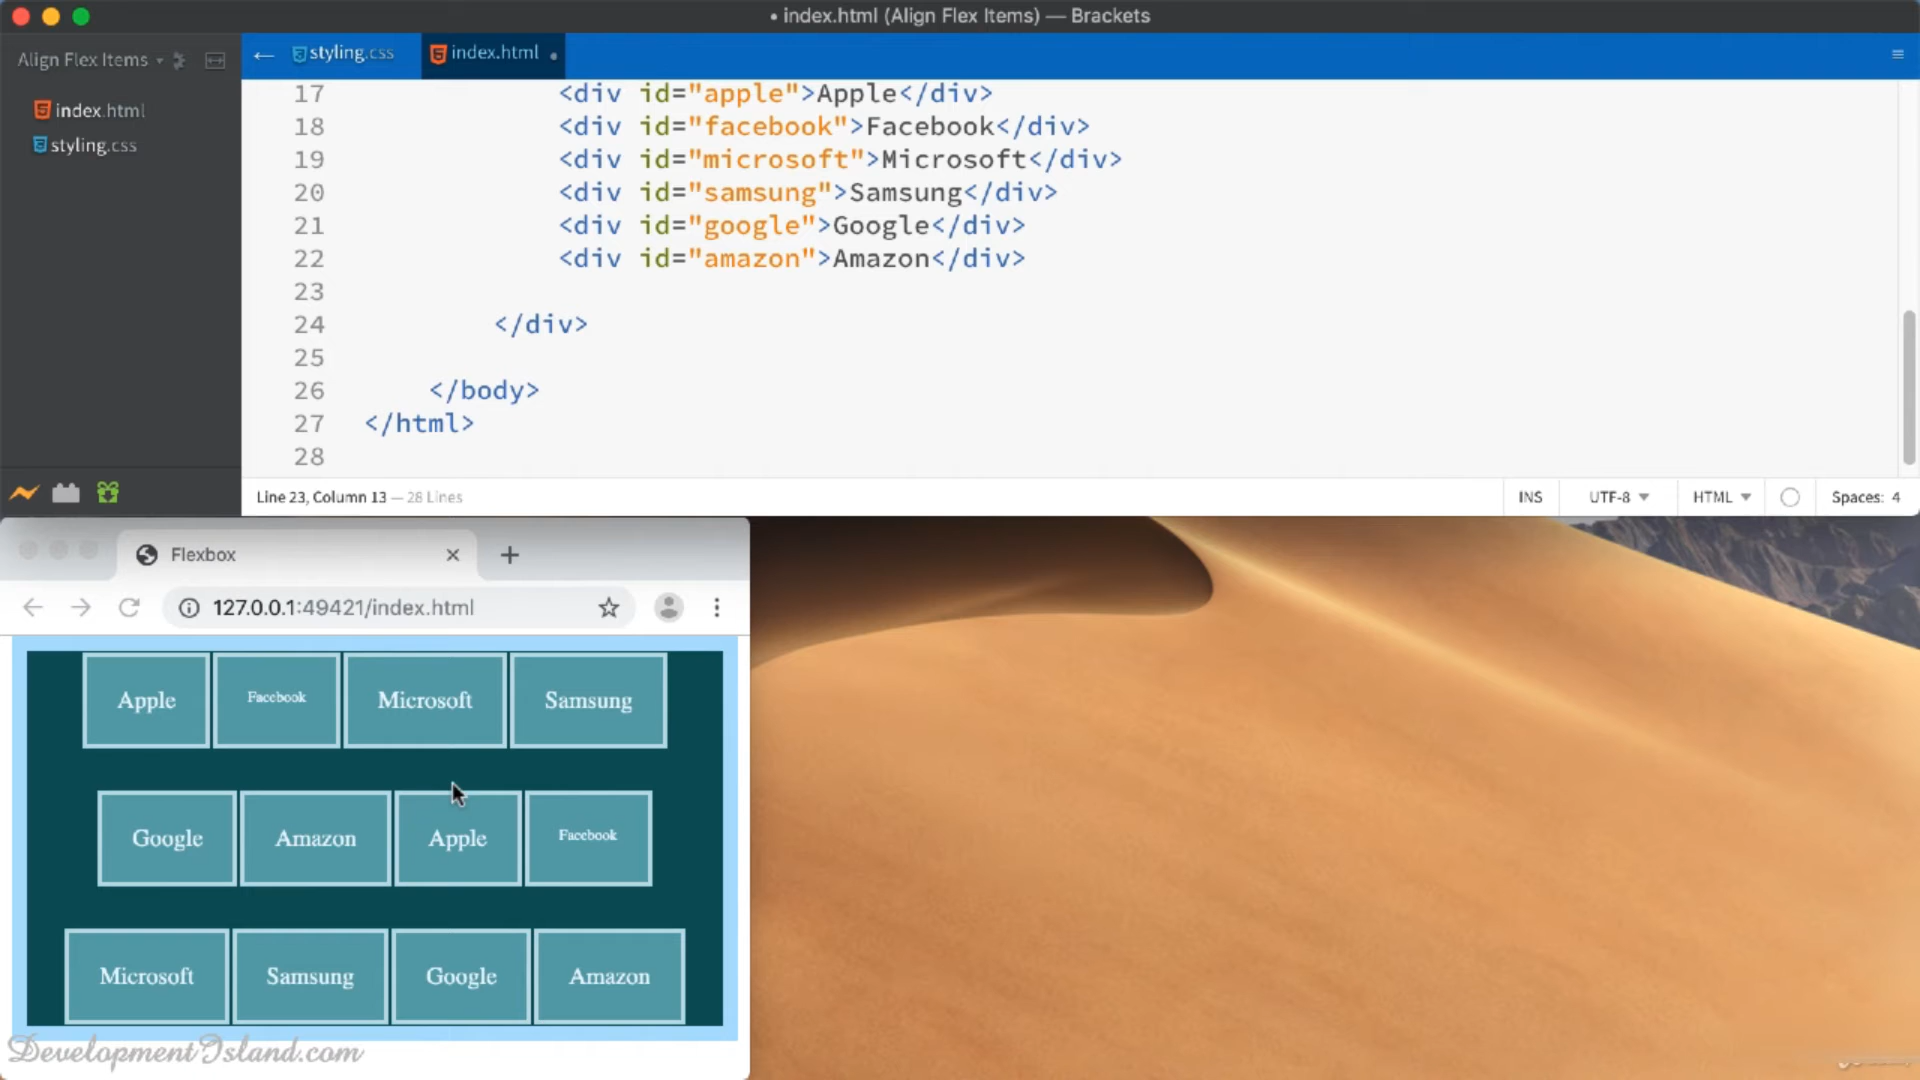 • index.html (Align Flex Items) — Brackets
Align Flex Items
styling.css
index.html •
index.html
styling.css
17 <div id="apple">Apple</div>
18 <div id="facebook">Facebook</div>
19 <div id="microsoft">Microsoft</div>
20 <div id="samsung">Samsung</div>
21 <div id="google">Google</div>
22 <div id="amazon">Amazon</div>
23
24 </div>
25
26 </body>
27 </html>
28
Line 23, Column 13 — 28 Lines
INS UTF-8 HTML Spaces: 4
Flexbox
127.0.0.1:49421/index.html
Apple Facebook Microsoft Samsung
Google Amazon Apple Facebook
Microsoft Samsung Google Amazon
DevelopmentIsland.com